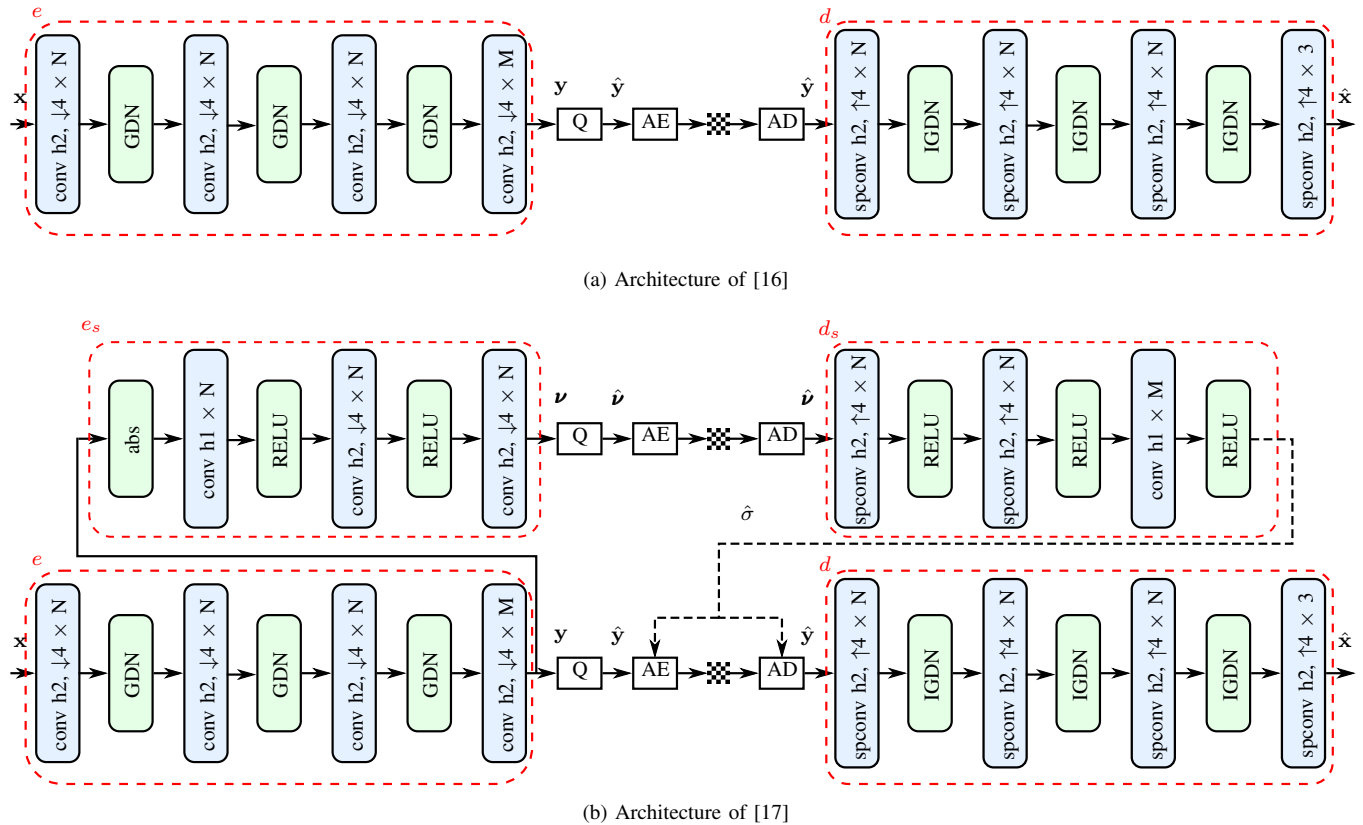 e
x
conv h2, ↓4 × N
GDN
conv h2, ↓4 × N
GDN
conv h2, ↓4 × N
GDN
conv h2, ↓4 × M
y
Q
ŷ
AE
AD
ŷ
d
spconv h2, ↑4 × N
IGDN
spconv h2, ↑4 × N
IGDN
spconv h2, ↑4 × N
IGDN
spconv h2, ↑4 × 3
x̂
(a) Architecture of [16]
e_s
abs
conv h1 × N
RELU
conv h2, ↓4 × N
RELU
conv h2, ↓4 × N
ν
Q
ν̂
AE
AD
ν̂
d_s
spconv h2, ↑4 × N
RELU
spconv h2, ↑4 × N
RELU
conv h1 × M
RELU
σ̂
e
x
conv h2, ↓4 × N
GDN
conv h2, ↓4 × N
GDN
conv h2, ↓4 × N
GDN
conv h2, ↓4 × M
y
Q
ŷ
AE
AD
ŷ
d
spconv h2, ↑4 × N
IGDN
spconv h2, ↑4 × N
IGDN
spconv h2, ↑4 × N
IGDN
spconv h2, ↑4 × 3
x̂
(b) Architecture of [17]